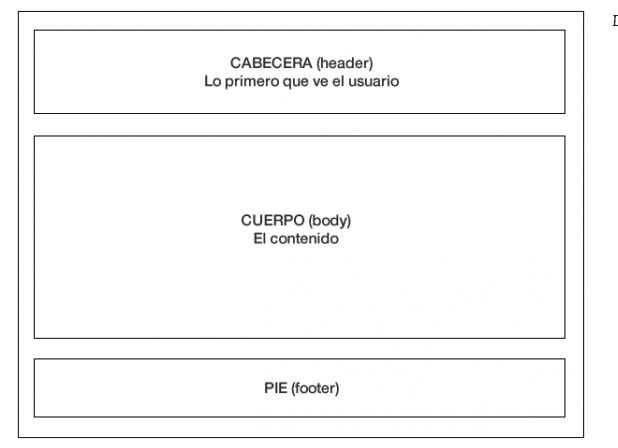 CABECERA (header)
Lo primero que ve el usuario
CUERPO (body)
El contenido
PIE (footer)